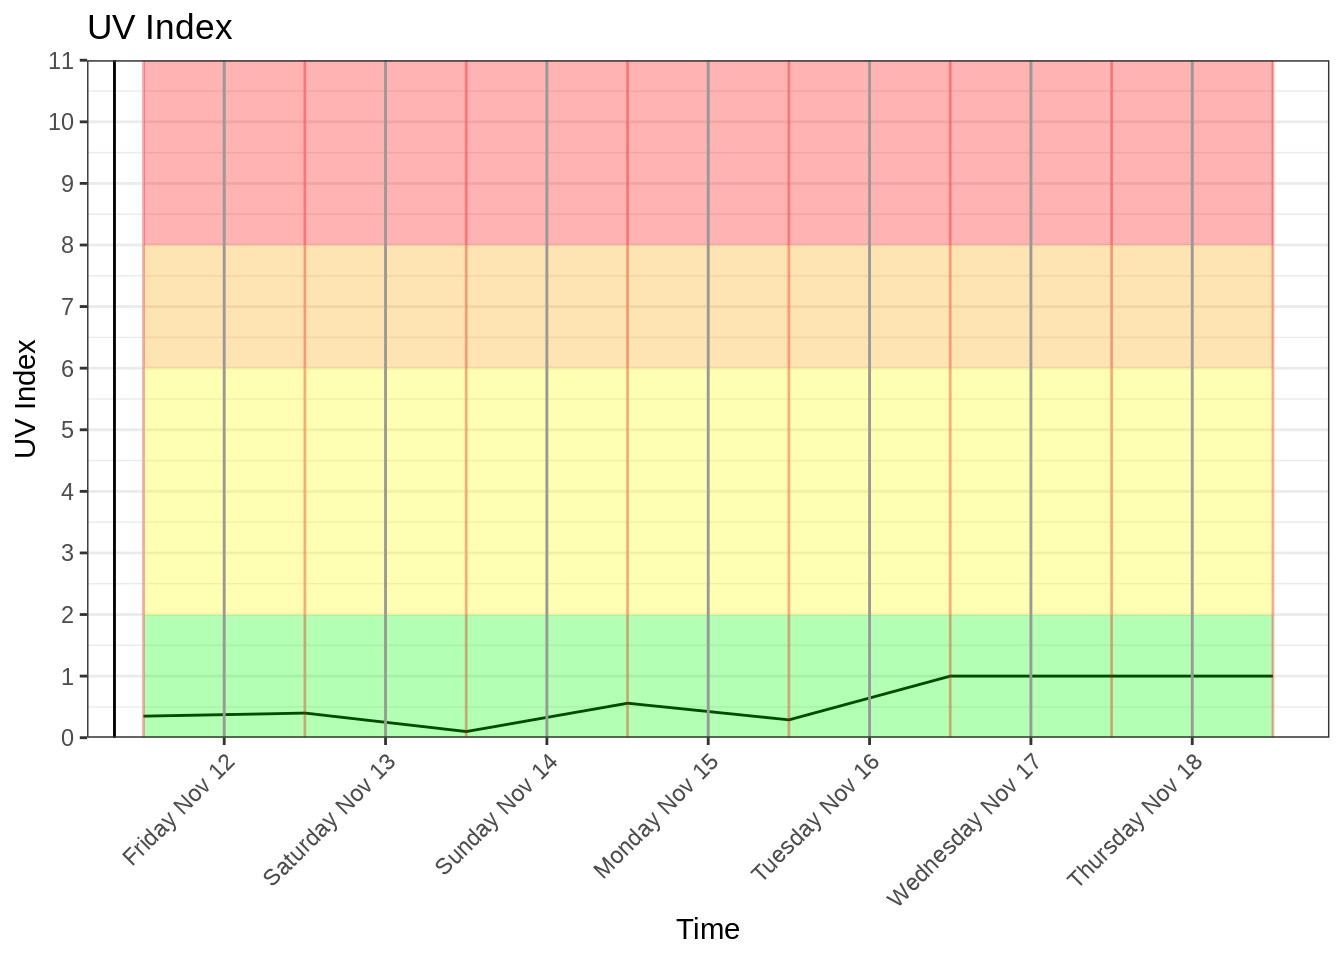 UV Index
11
10
9
8
7
6
5
4
3
2
1
0
UV Index
Friday Nov 12
Saturday Nov 13
Sunday Nov 14
Monday Nov 15
Tuesday Nov 16
Wednesday Nov 17
Thursday Nov 18
Time